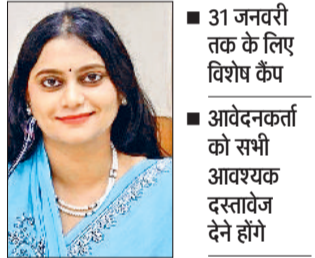 ■ 31 जनवरी
तक के लिए
विशेष कैंप
■ आवेदनकर्ता
को सभी
आवश्यक
दस्तावेज
देने होंगे